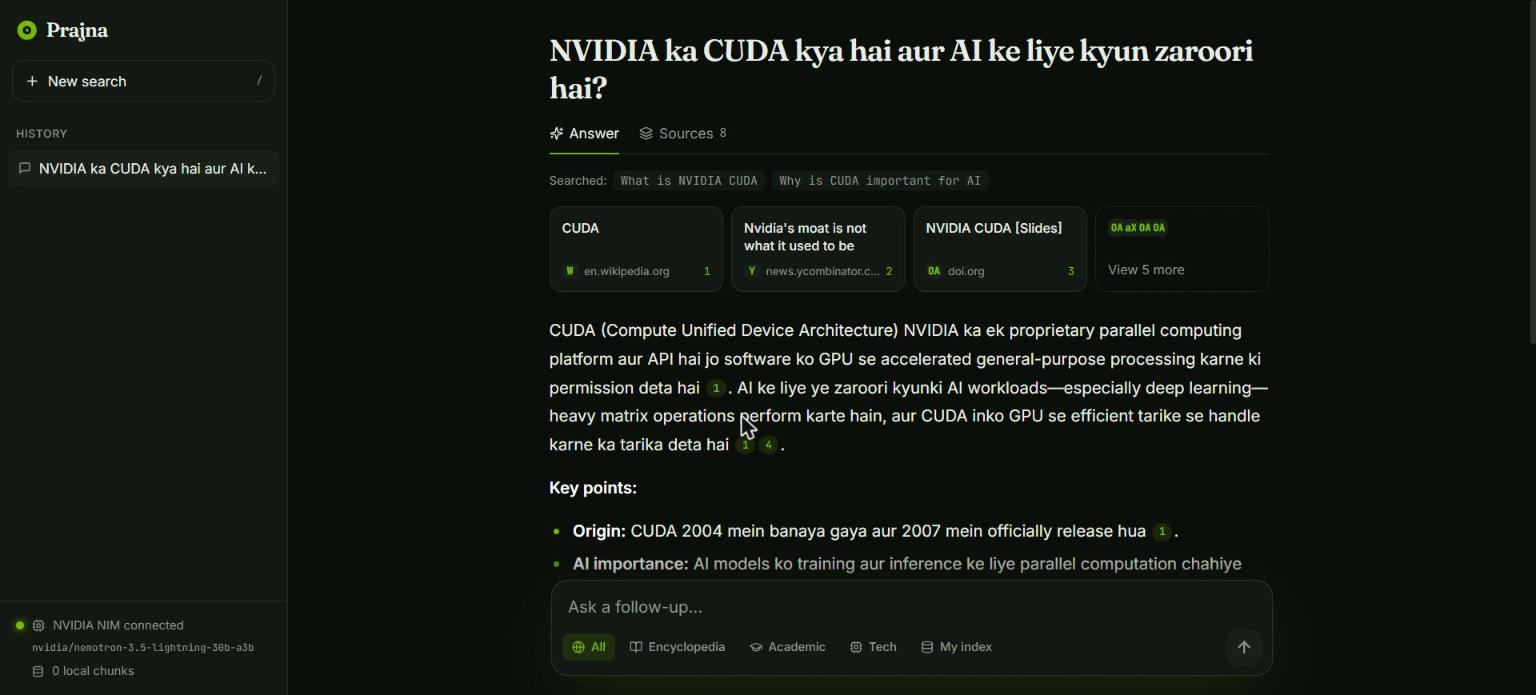 Prajna
+ New search /
HISTORY
NVIDIA ka CUDA kya hai aur AI k...
NVIDIA NIM connected
nvidia/nemotron-3.5-lightning-30b-a3b
0 local chunks
NVIDIA ka CUDA kya hai aur AI ke liye kyun zaroori
hai?
Answer Sources 8
Searched: What is NVIDIA CUDA Why is CUDA important for AI
CUDA
W en.wikipedia.org 1
Nvidia's moat is not
what it used to be
Y news.ycombinator.c... 2
NVIDIA CUDA [Slides]
OA doi.org 3
OA aX OA OA
View 5 more
CUDA (Compute Unified Device Architecture) NVIDIA ka ek proprietary parallel computing
platform aur API hai jo software ko GPU se accelerated general-purpose processing karne ki
permission deta hai 1 . AI ke liye ye zaroori kyunki AI workloads—especially deep learning—
heavy matrix operations perform karte hain, aur CUDA inko GPU se efficient tarike se handle
karne ka tarika deta hai 1 4 .
Key points:
• Origin: CUDA 2004 mein banaya gaya aur 2007 mein officially release hua 1 .
• AI importance: AI models ko training aur inference ke liye parallel computation chahiye
Ask a follow-up...
All Encyclopedia Academic Tech My index